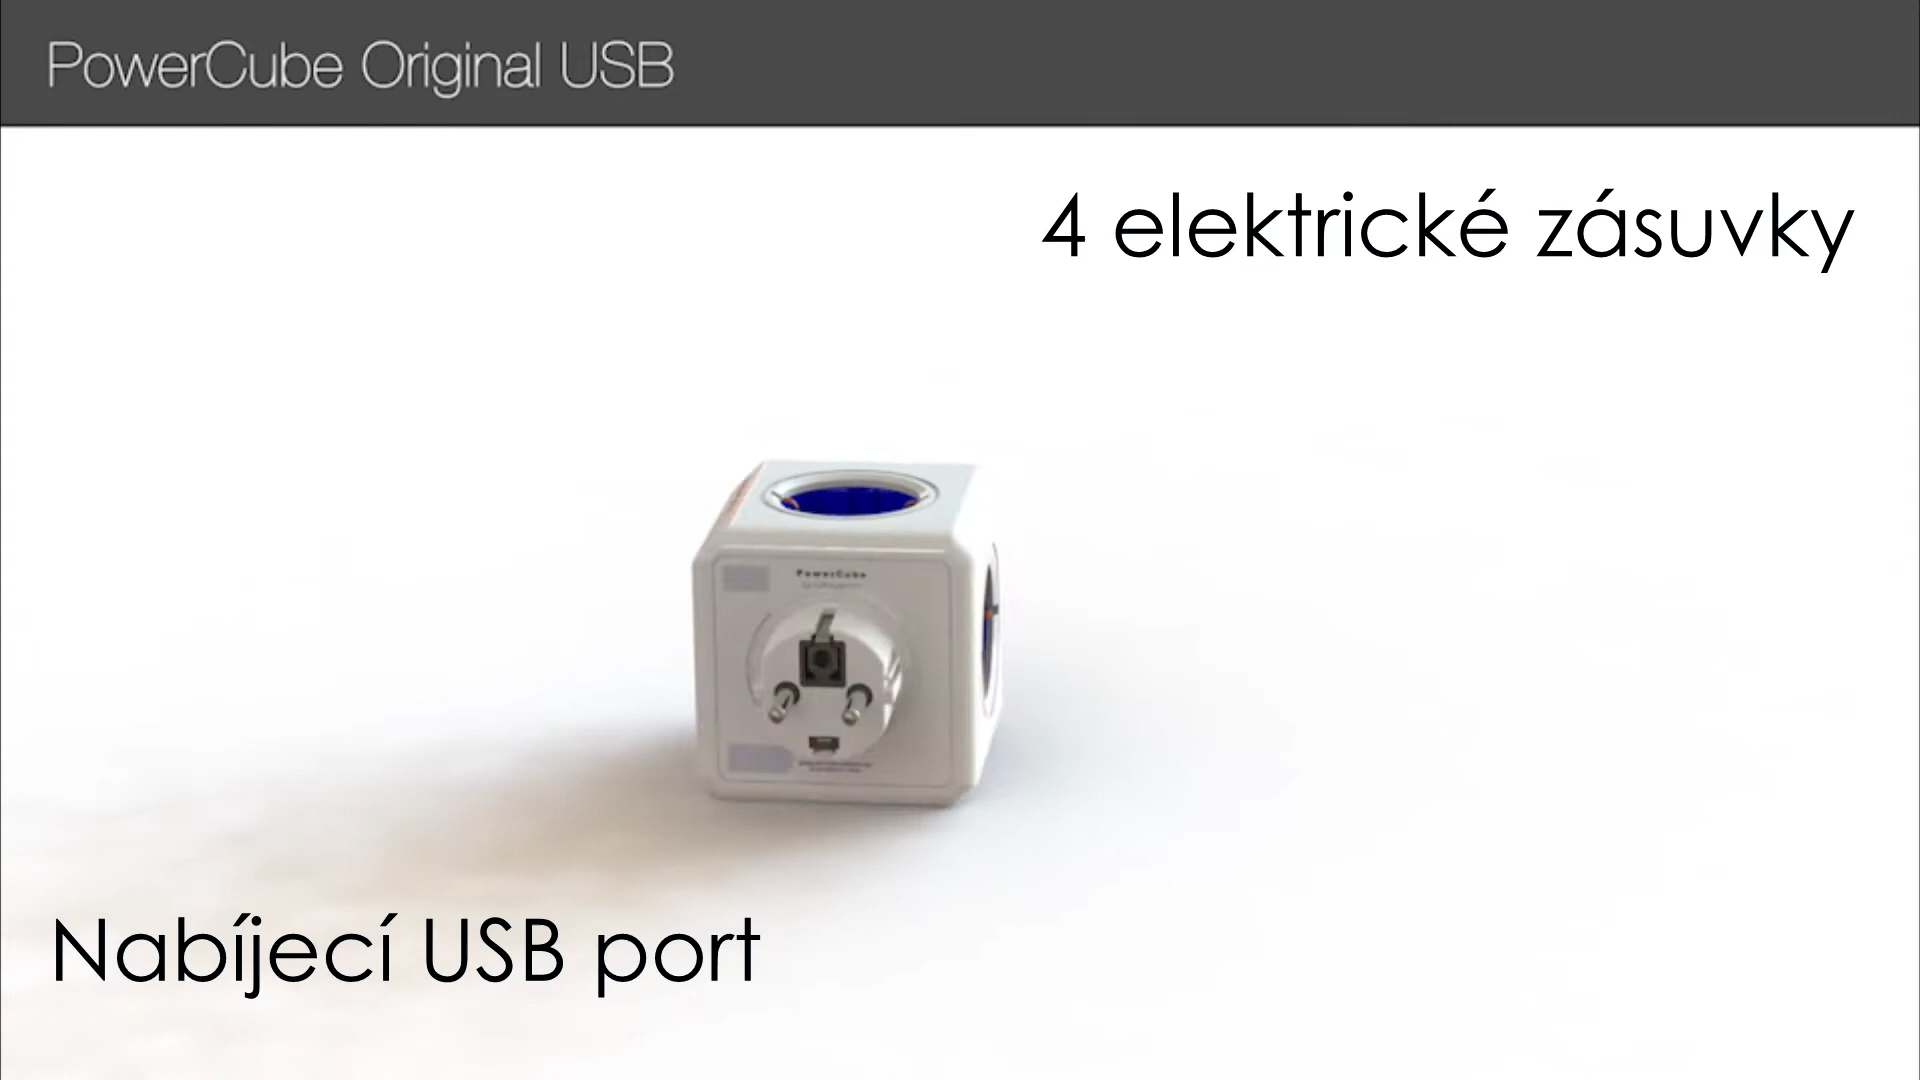 PowerCube Original USB
4 elektrické zásuvky
PowerCube
Nabíjecí USB port